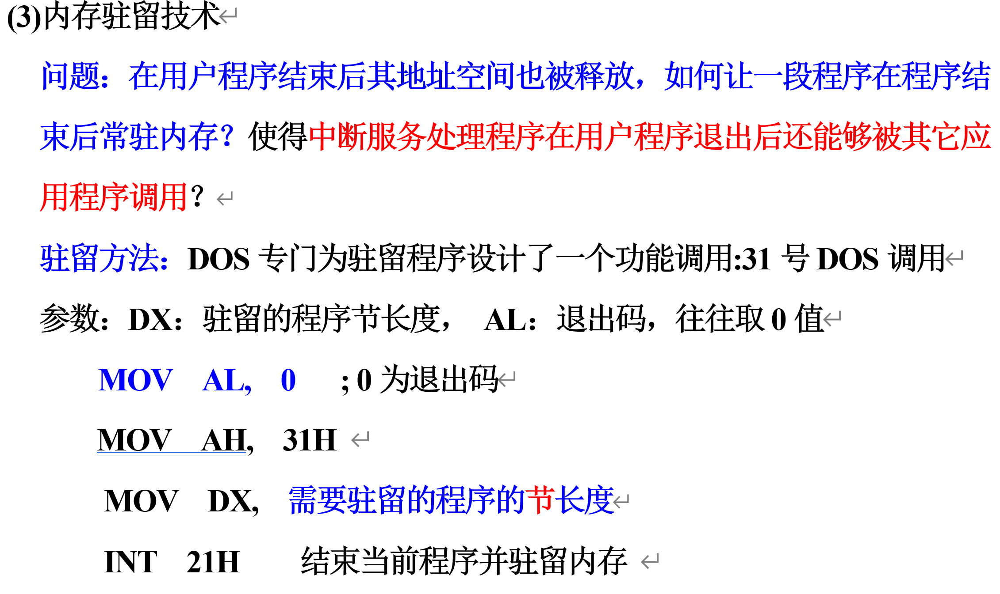 (3)内存驻留技术↵
问题：在用户程序结束后其地址空间也被释放，如何让一段程序在程序结
束后常驻内存？使得中断服务处理程序在用户程序退出后还能够被其它应
用程序调用？↵
驻留方法：DOS 专门为驻留程序设计了一个功能调用:31 号 DOS 调用↵
参数：DX：驻留的程序节长度， AL：退出码，往往取 0 值↵
MOV AL, 0 ; 0 为退出码↵
MOV AH, 31H ↵
MOV DX, 需要驻留的程序的节长度↵
INT 21H 结束当前程序并驻留内存 ↵